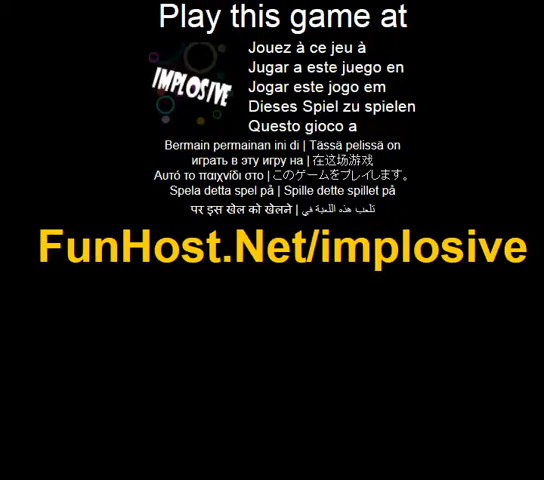 Play this game at
IMPLOSIVE
Jouez à ce jeu à
Jugar a este juego en
Jogar este jogo em
Dieses Spiel zu spielen
Questo gioco a
Bermain permainan ini di | Tässä pelissä on
играть в эту игру на | 在这场游戏
Αυτό το παιχνίδι στο | このゲームをプレイします。
Spela detta spel på | Spille dette spillet på
पर इस खेल को खेलने | تلعب هذه اللعبة في
FunHost.Net/implosive